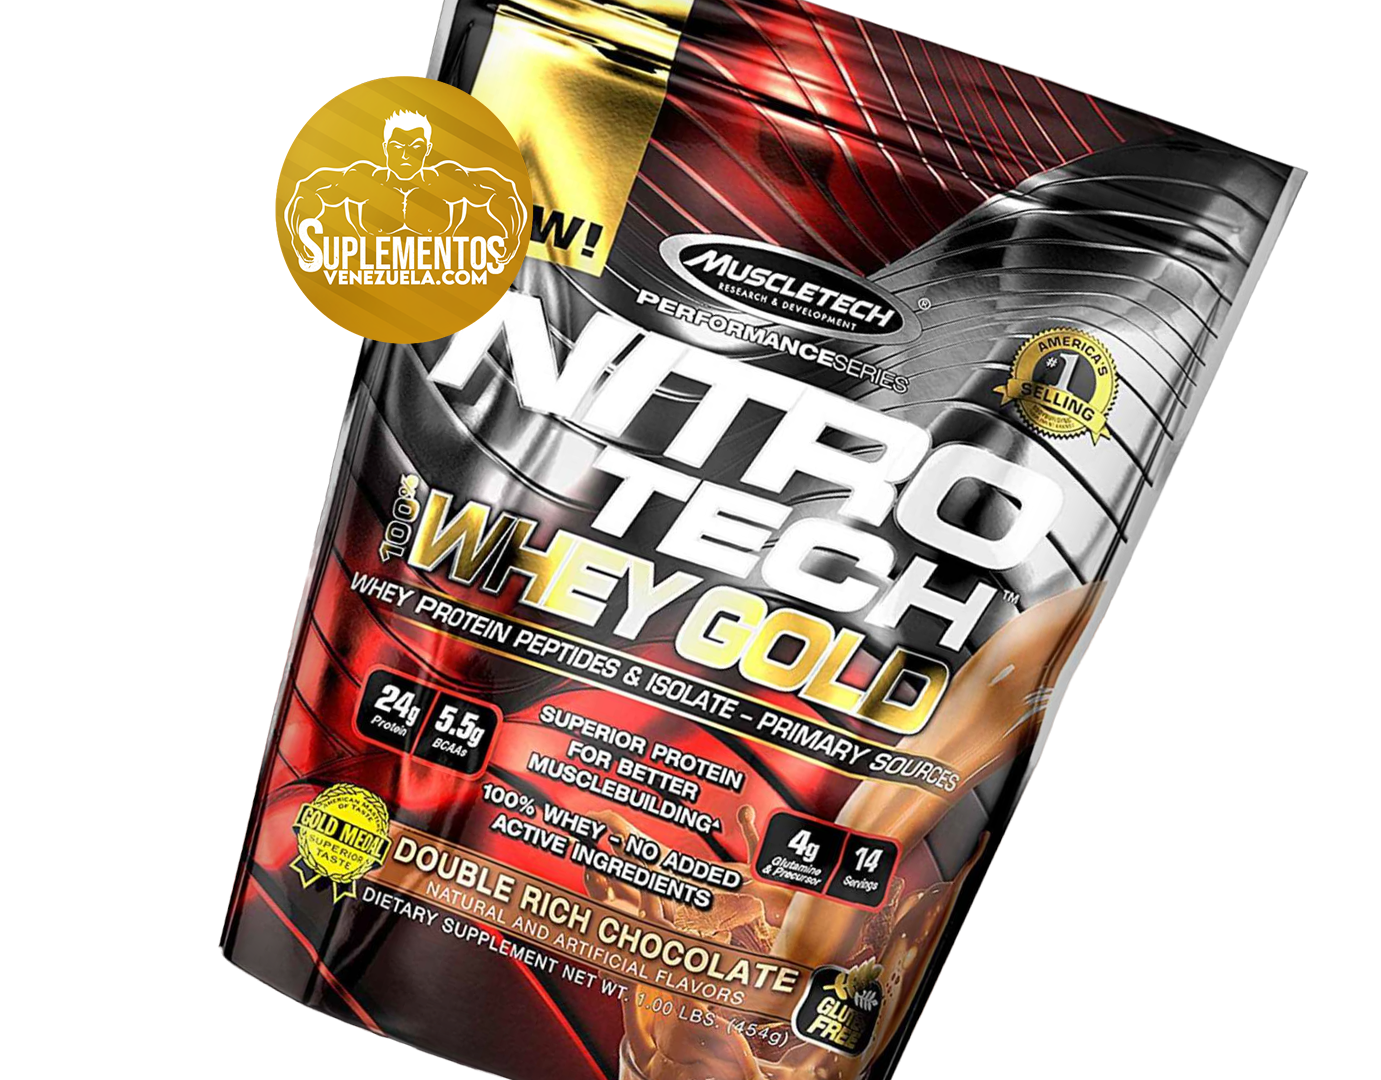 SUPLEMENTOS
VENEZUELA.COM
W!
MUSCLETECH
RESEARCH & DEVELOPMENT
®
PERFORMANCESERIES
AMERICA'S
#1
SELLING
NITRO
TECH™
100%
WHEY GOLD
WHEY PROTEIN PEPTIDES & ISOLATE - PRIMARY SOURCES
24g
Protein
5.5g
BCAAs
SUPERIOR PROTEIN
FOR BETTER
MUSCLEBUILDING▲
100% WHEY - NO ADDED
ACTIVE INGREDIENTS
4g
Glutamine
& Precursor
14
Servings
OF TASTE
GOLD MEDAL
SUPERIOR
TASTE
DOUBLE RICH CHOCOLATE
NATURAL AND ARTIFICIAL FLAVORS
DIETARY SUPPLEMENT NET WT. 1.00 LBS. (454g)
GLUTEN
FREE